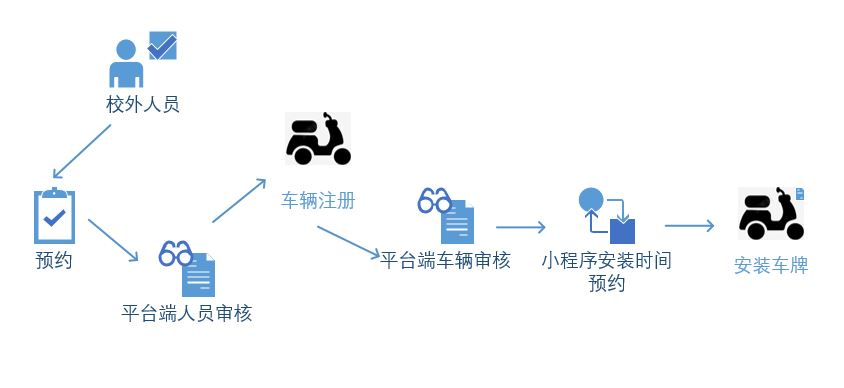 校外人员
预约
平台端人员审核
车辆注册
平台端车辆审核
小程序安装时间
预约
安装车牌